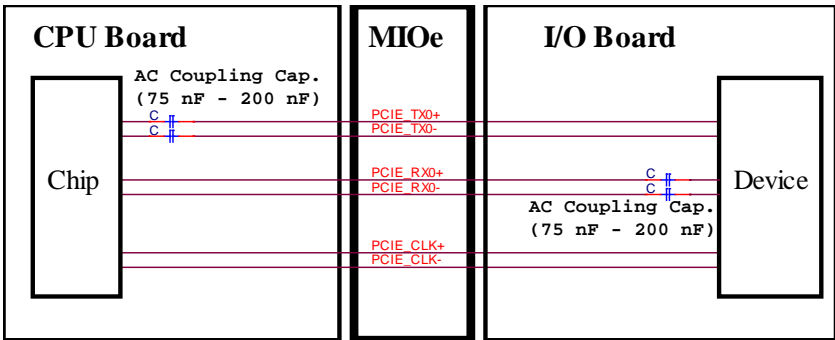 CPU Board
MIOe
I/O Board
AC Coupling Cap.
(75 nF - 200 nF)
C
C
PCIE_TX0+
PCIE_TX0-
Chip
PCIE_RX0+
PCIE_RX0-
C
C
Device
AC Coupling Cap.
(75 nF - 200 nF)
PCIE_CLK+
PCIE_CLK-